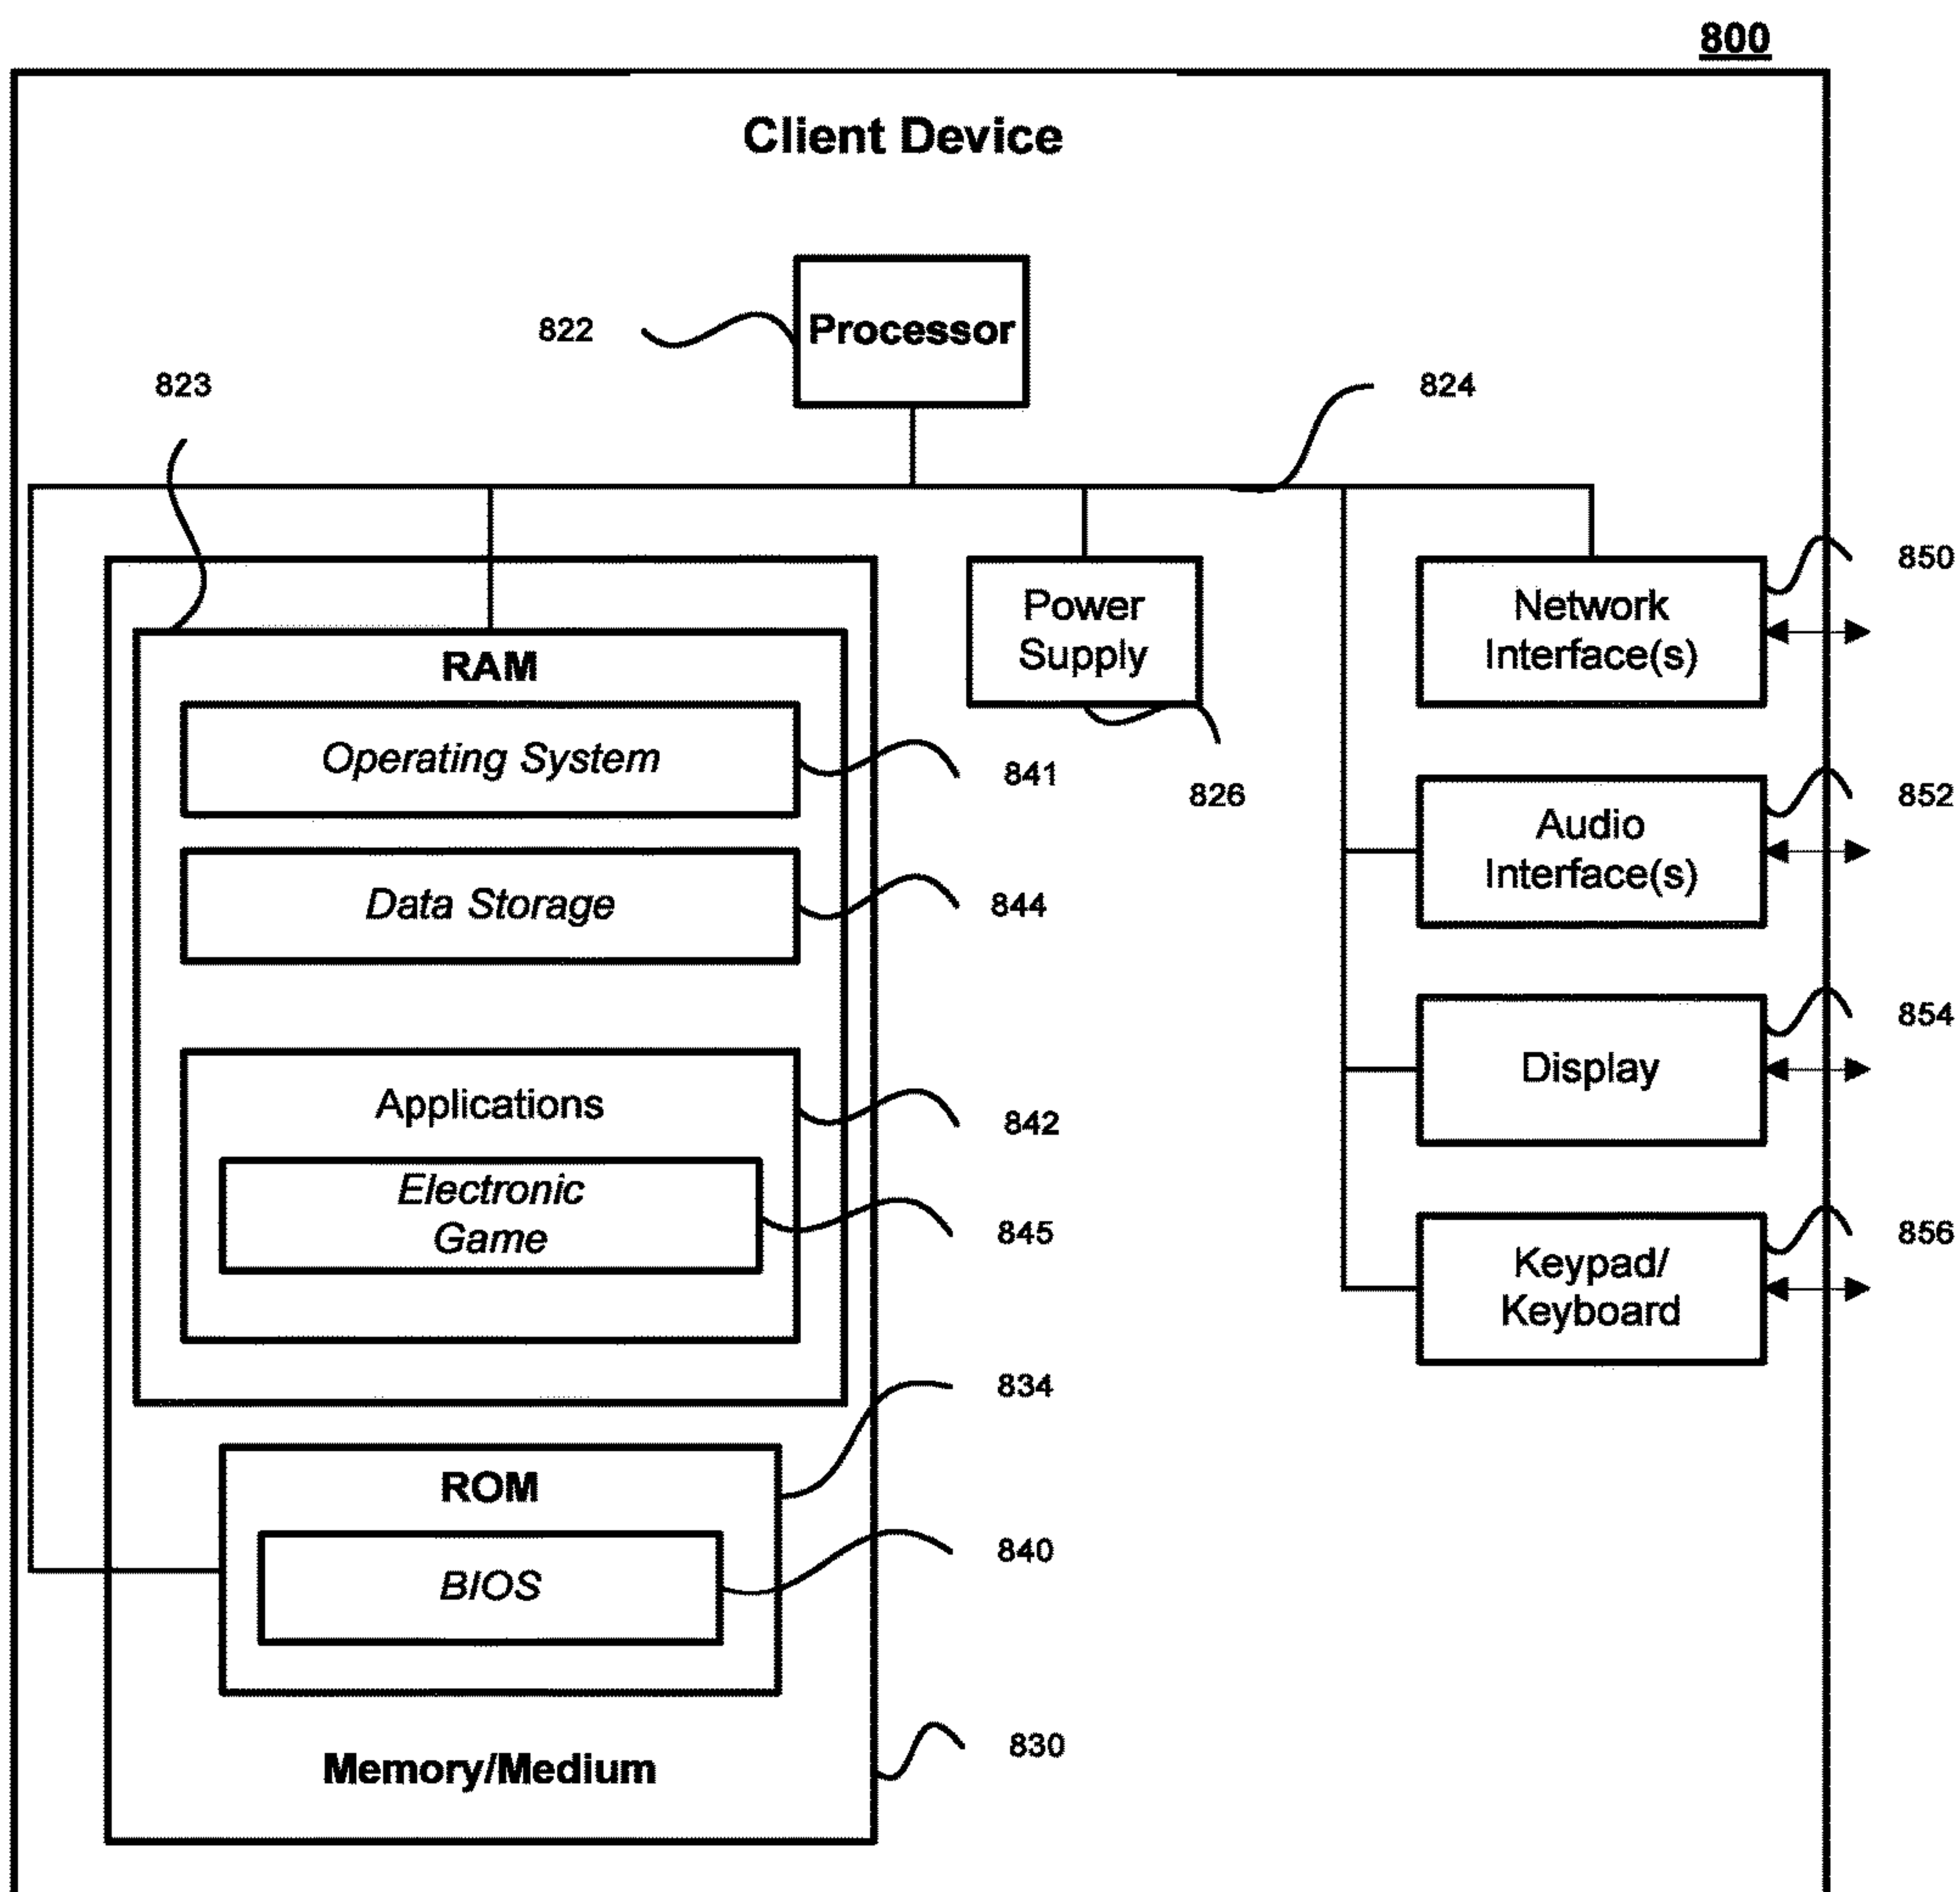 800
Client Device
Processor
822
823
824
Power
Supply
826
Network
Interface(s)
850
RAM
Operating System
841
Audio
Interface(s)
852
Data Storage
844
Display
854
Applications
842
Electronic
Game
845
Keypad/
Keyboard
856
834
ROM
BIOS
840
Memory/Medium
830